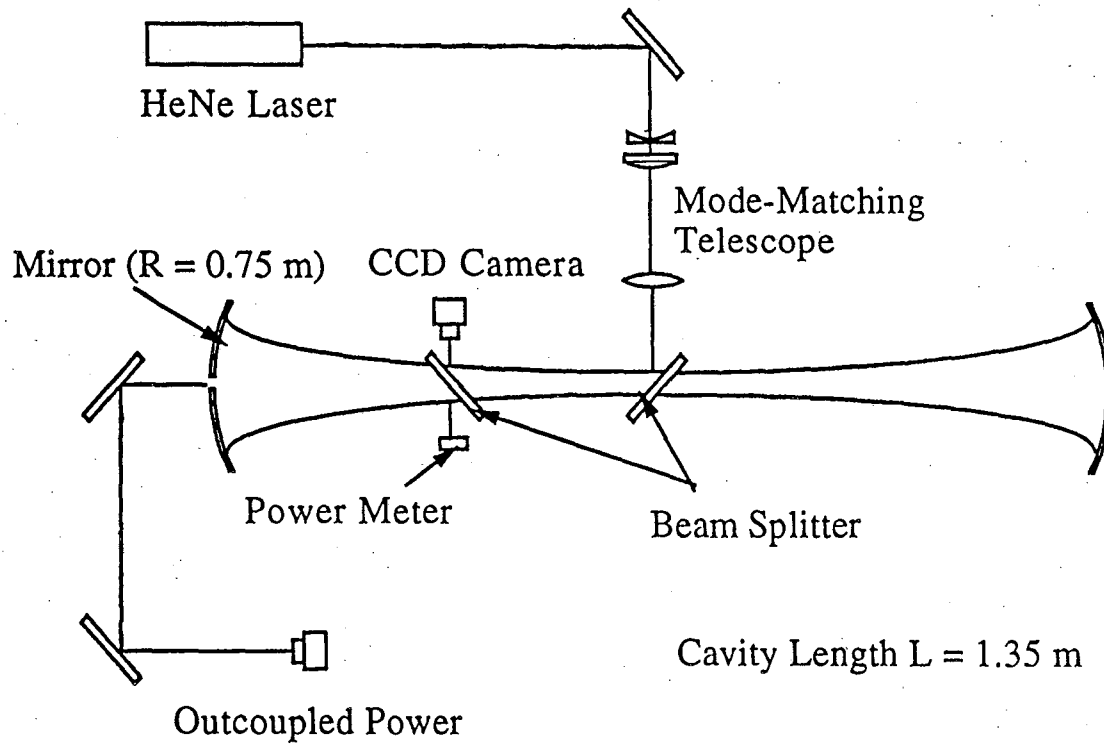 HeNe Laser
Mode-Matching
Telescope
Mirror (R = 0.75 m)
CCD Camera
Power Meter
Beam Splitter
Cavity Length L = 1.35 m
Outcoupled Power